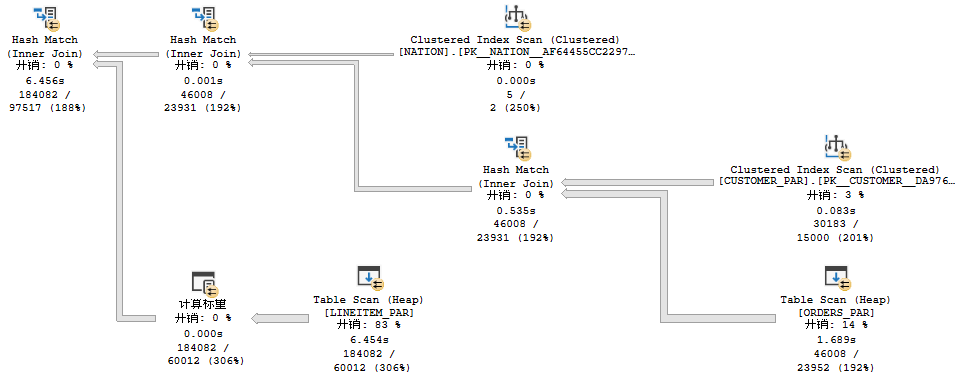 Hash Match
(Inner Join)
开销: 0 %
6.456s
184082 /
97517 (188%)
Hash Match
(Inner Join)
开销: 0 %
0.001s
46008 /
23931 (192%)
Clustered Index Scan (Clustered)
[NATION].[PK__NATION__AF64455CC2297…
开销: 0 %
0.000s
5 /
2 (250%)
Hash Match
(Inner Join)
开销: 0 %
0.535s
46008 /
23931 (192%)
Clustered Index Scan (Clustered)
[CUSTOMER_PAR].[PK__CUSTOMER__DA976…
开销: 3 %
0.083s
30183 /
15000 (201%)
计算标量
开销: 0 %
0.000s
184082 /
60012 (306%)
Table Scan (Heap)
[LINEITEM_PAR]
开销: 83 %
6.454s
184082 /
60012 (306%)
Table Scan (Heap)
[ORDERS_PAR]
开销: 14 %
1.689s
46008 /
23952 (192%)